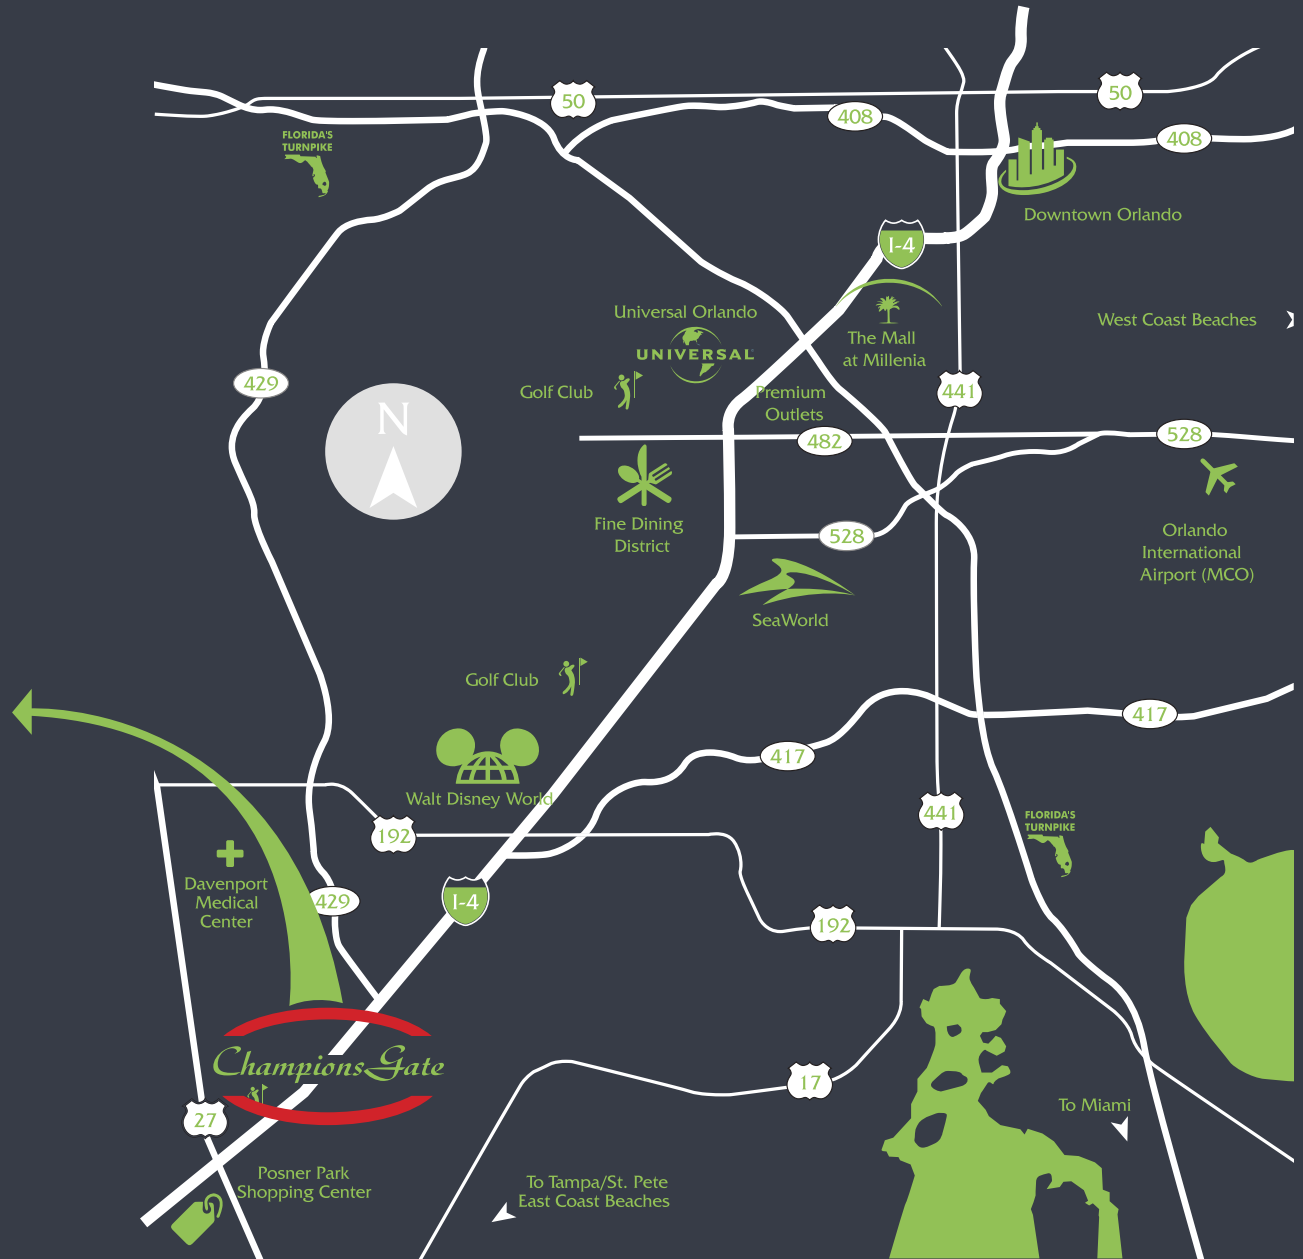 50
50
408
408
FLORIDA'S
TURNPIKE
Downtown Orlando
I-4
Universal Orlando
UNIVERSAL
The Mall
at Millenia
West Coast Beaches
429
Golf Club
Premium
Outlets
441
N
482
528
Fine Dining
District
528
Orlando
International
Airport (MCO)
SeaWorld
Golf Club
417
417
Walt Disney World
192
441
FLORIDA'S
TURNPIKE
Davenport
Medical
Center
429
I-4
192
ChampionsGate
17
27
To Miami
Posner Park
Shopping Center
To Tampa/St. Pete
East Coast Beaches